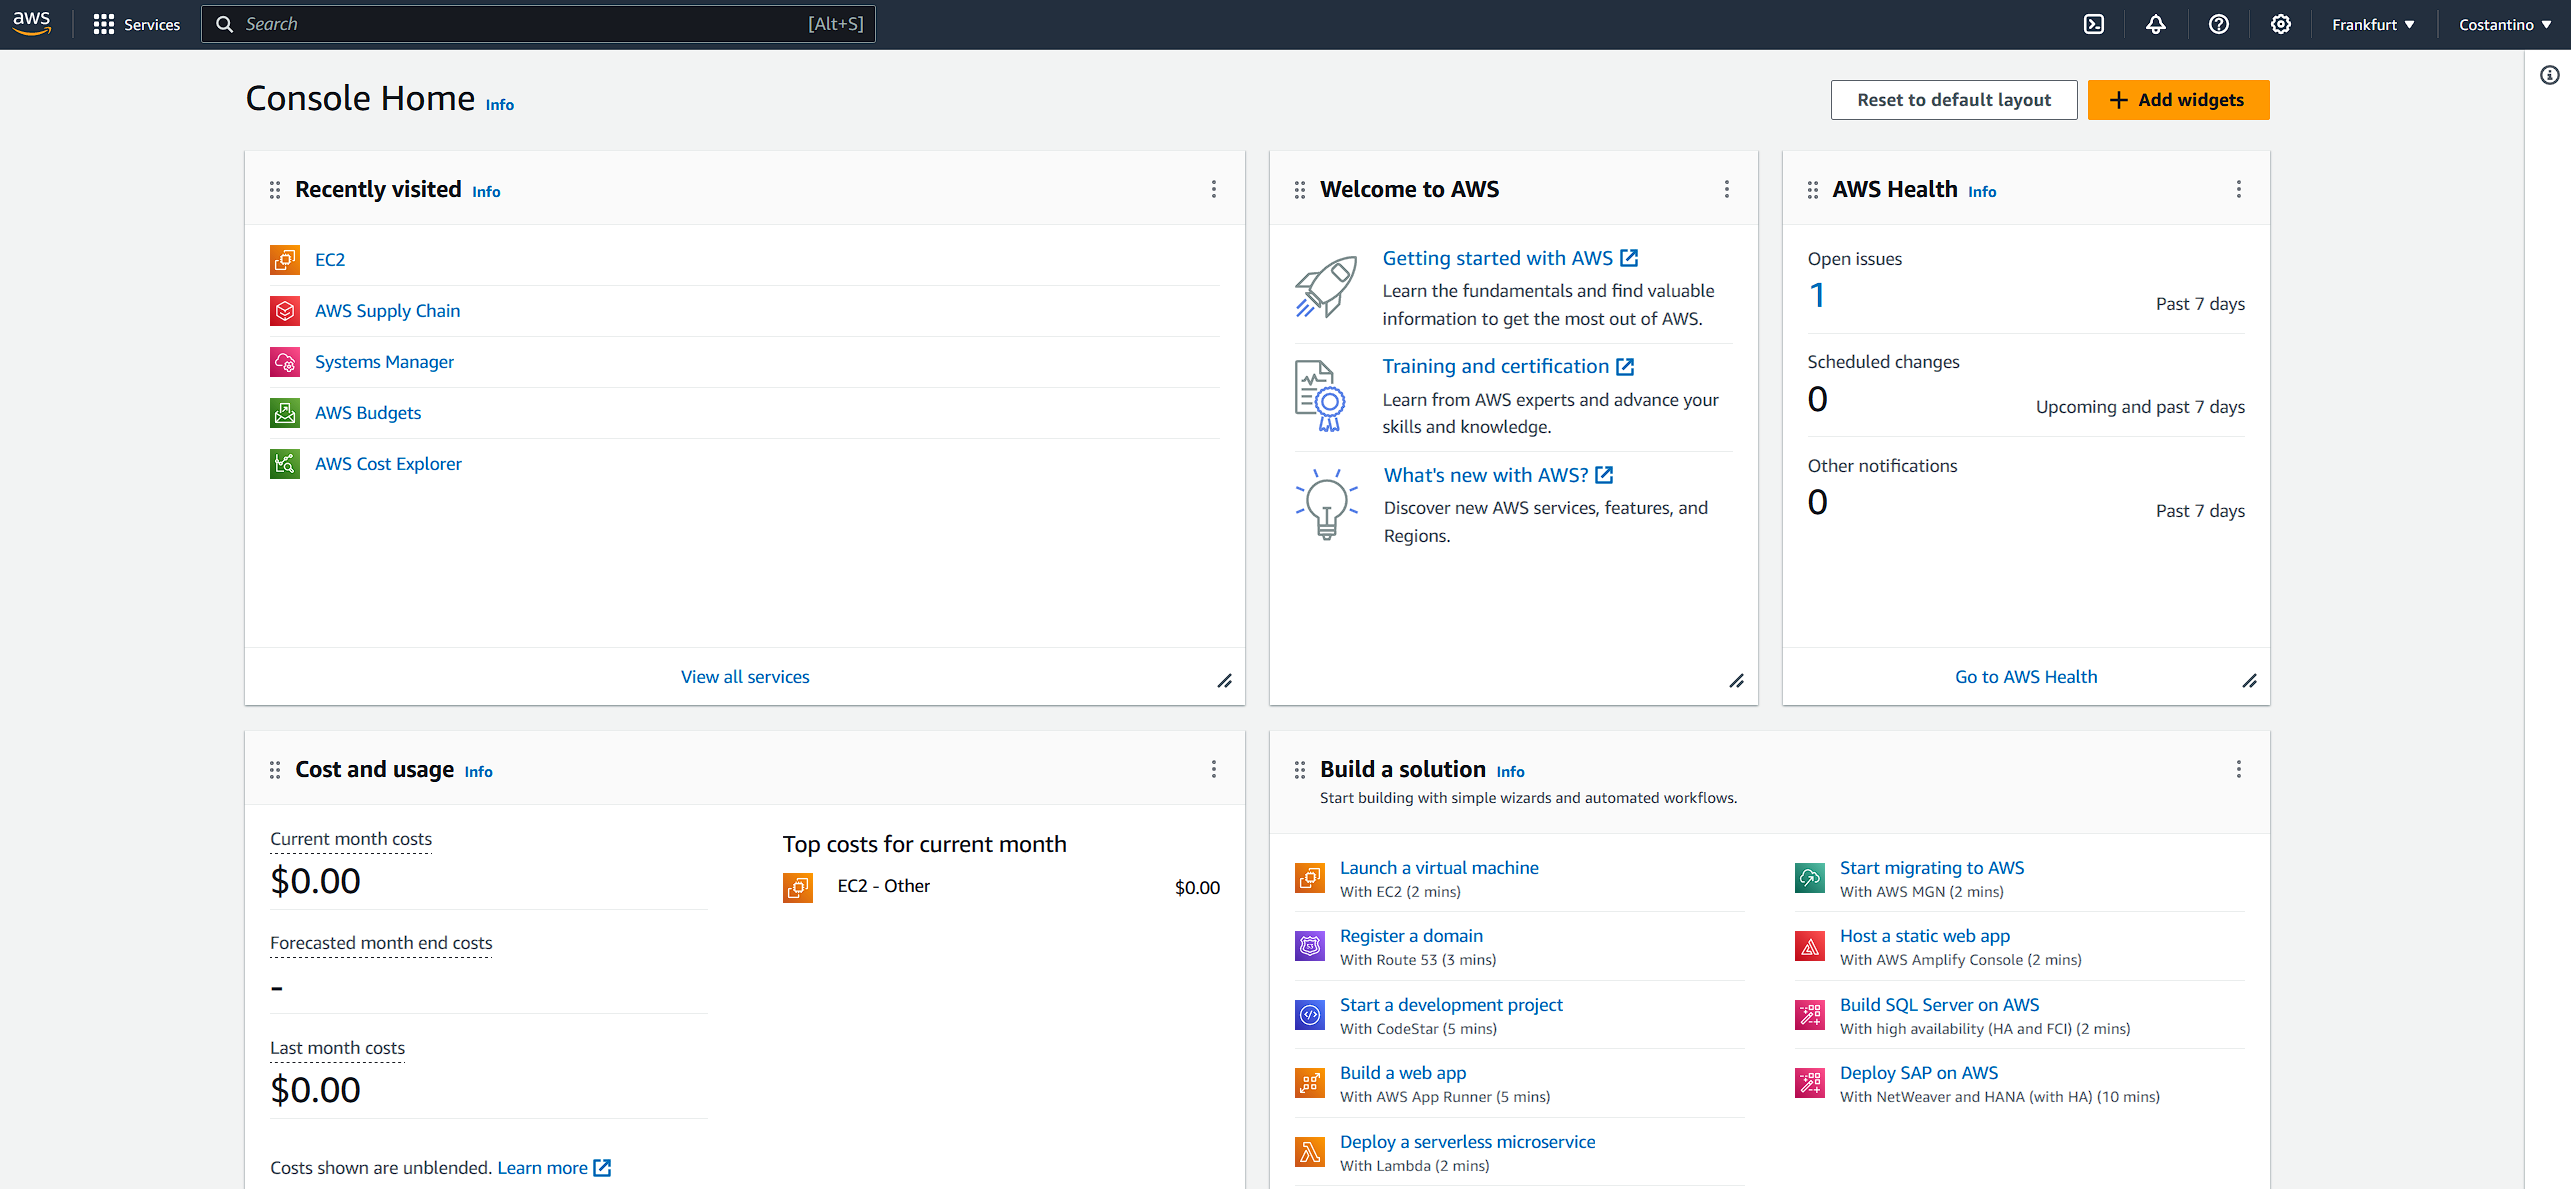 aws
Services
Search
[Alt+S]
Frankfurt
Costantino
Console Home Info
Reset to default layout
Add widgets
Recently visited Info
EC2
AWS Supply Chain
Systems Manager
AWS Budgets
AWS Cost Explorer
View all services
Welcome to AWS
Getting started with AWS
Learn the fundamentals and find valuable
information to get the most out of AWS.
Training and certification
Learn from AWS experts and advance your
skills and knowledge.
What's new with AWS?
Discover new AWS services, features, and
Regions.
AWS Health Info
Open issues
1
Past 7 days
Scheduled changes
0
Upcoming and past 7 days
Other notifications
0
Past 7 days
Go to AWS Health
Cost and usage Info
Current month costs
$0.00
Forecasted month end costs
-
Last month costs
$0.00
Costs shown are unblended. Learn more
Top costs for current month
EC2 - Other $0.00
Build a solution Info
Start building with simple wizards and automated workflows.
Launch a virtual machine
With EC2 (2 mins)
Register a domain
With Route 53 (3 mins)
Start a development project
With CodeStar (5 mins)
Build a web app
With AWS App Runner (5 mins)
Deploy a serverless microservice
With Lambda (2 mins)
Start migrating to AWS
With AWS MGN (2 mins)
Host a static web app
With AWS Amplify Console (2 mins)
Build SQL Server on AWS
With high availability (HA and FCI) (2 mins)
Deploy SAP on AWS
With NetWeaver and HANA (with HA) (10 mins)